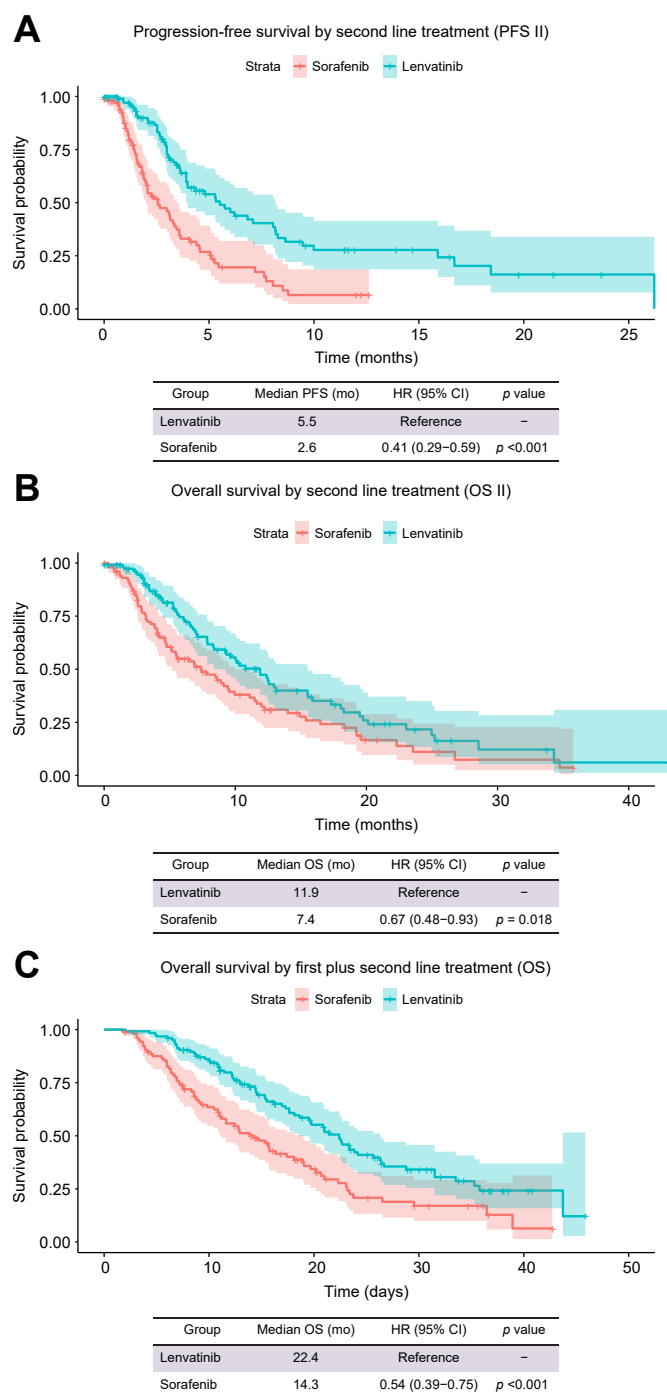 A
Progression-free survival by second line treatment (PFS II)
Strata Sorafenib Lenvatinib
Survival probability
1.00
0.75
0.50
0.25
0.00
0 5 10 15 20 25
Time (months)
Group Median PFS (mo) HR (95% CI) p value
Lenvatinib 5.5 Reference –
Sorafenib 2.6 0.41 (0.29–0.59) p <0.001
B
Overall survival by second line treatment (OS II)
Strata Sorafenib Lenvatinib
Survival probability
1.00
0.75
0.50
0.25
0.00
0 10 20 30 40
Time (months)
Group Median OS (mo) HR (95% CI) p value
Lenvatinib 11.9 Reference –
Sorafenib 7.4 0.67 (0.48–0.93) p = 0.018
C
Overall survival by first plus second line treatment (OS)
Strata Sorafenib Lenvatinib
Survival probability
1.00
0.75
0.50
0.25
0.00
0 10 20 30 40 50
Time (days)
Group Median OS (mo) HR (95% CI) p value
Lenvatinib 22.4 Reference –
Sorafenib 14.3 0.54 (0.39–0.75) p <0.001